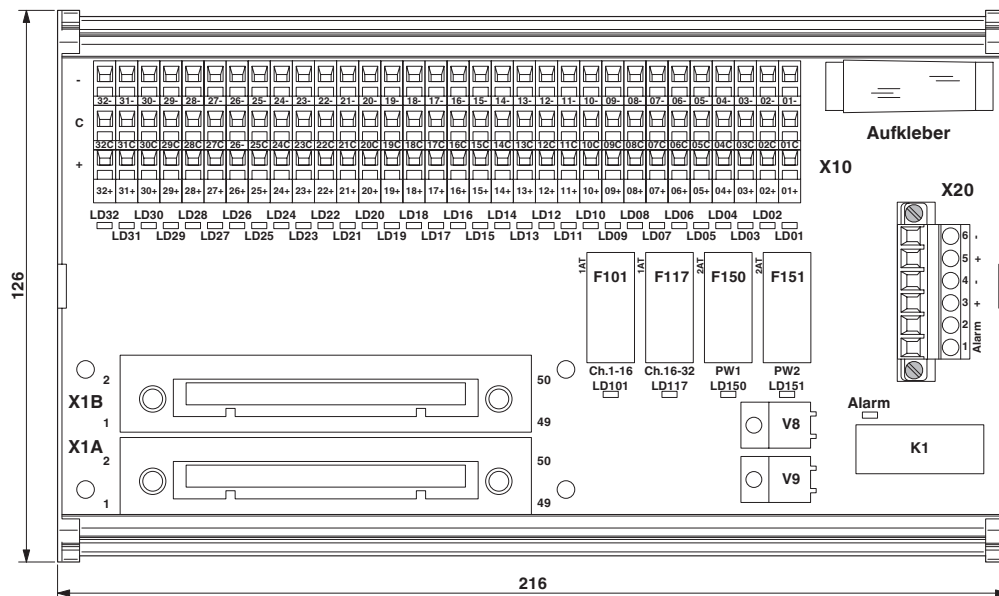 -
32- 31- 30- 29- 28- 27- 26- 25- 24- 23- 22- 21- 20- 19- 18- 17- 16- 15- 14- 13- 12- 11- 10- 09- 08- 07- 06- 05- 04- 03- 02- 01-
C
32C 31C 30C 29C 28C 27C 26- 25C 24C 23C 22C 21C 20C 19C 18C 17C 16C 15C 14C 13C 12C 11C 10C 09C 08C 07C 06C 05C 04C 03C 02C 01C
+
32+ 31+ 30+ 29+ 28+ 27+ 26+ 25+ 24+ 23+ 22+ 21+ 20+ 19+ 18+ 17+ 16+ 15+ 14+ 13+ 12+ 11+ 10+ 09+ 08+ 07+ 06+ 05+ 04+ 03+ 02+ 01+
LD32 LD30 LD28 LD26 LD24 LD22 LD20 LD18 LD16 LD14 LD12 LD10 LD08 LD06 LD04 LD02
LD31 LD29 LD27 LD25 LD23 LD21 LD19 LD17 LD15 LD13 LD11 LD09 LD07 LD05 LD03 LD01
Aufkleber
X10
X20
6 -
5 +
4 -
3 +
2
1
Alarm
1AT 1AT 2AT 2AT
F101 F117 F150 F151
Ch.1-16 Ch.16-32 PW1 PW2
LD101 LD117 LD150 LD151
126
2 50
X1B
1 49
X1A
2 50
1 49
V8
V9
Alarm
K1
216